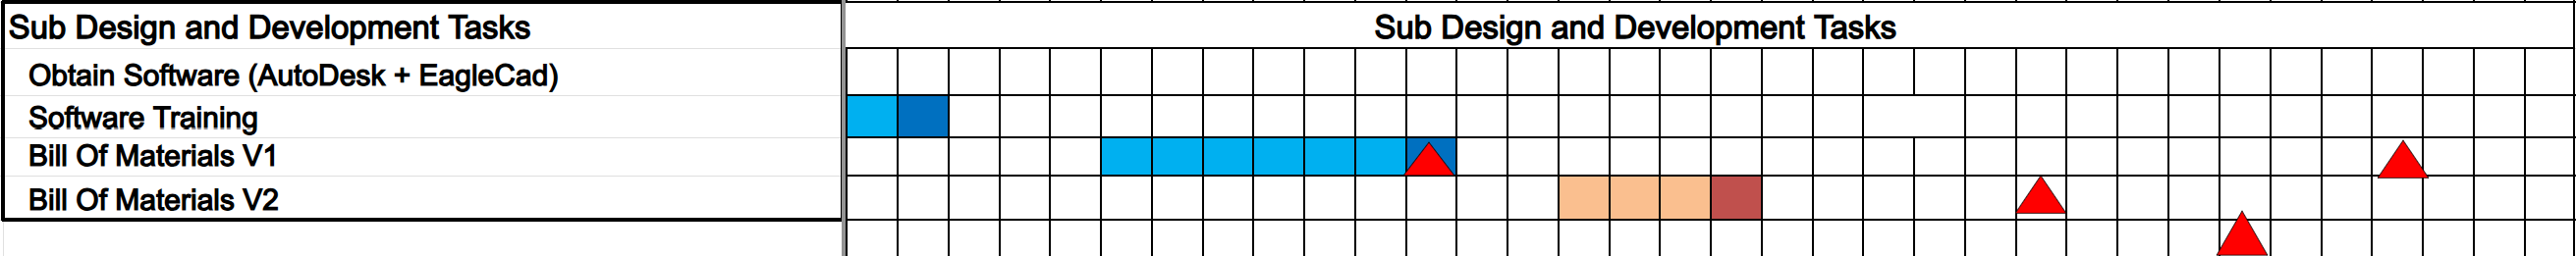 Sub Design and Development Tasks
Sub Design and Development Tasks
Obtain Software (AutoDesk + EagleCad)
Software Training
Bill Of Materials V1
Bill Of Materials V2